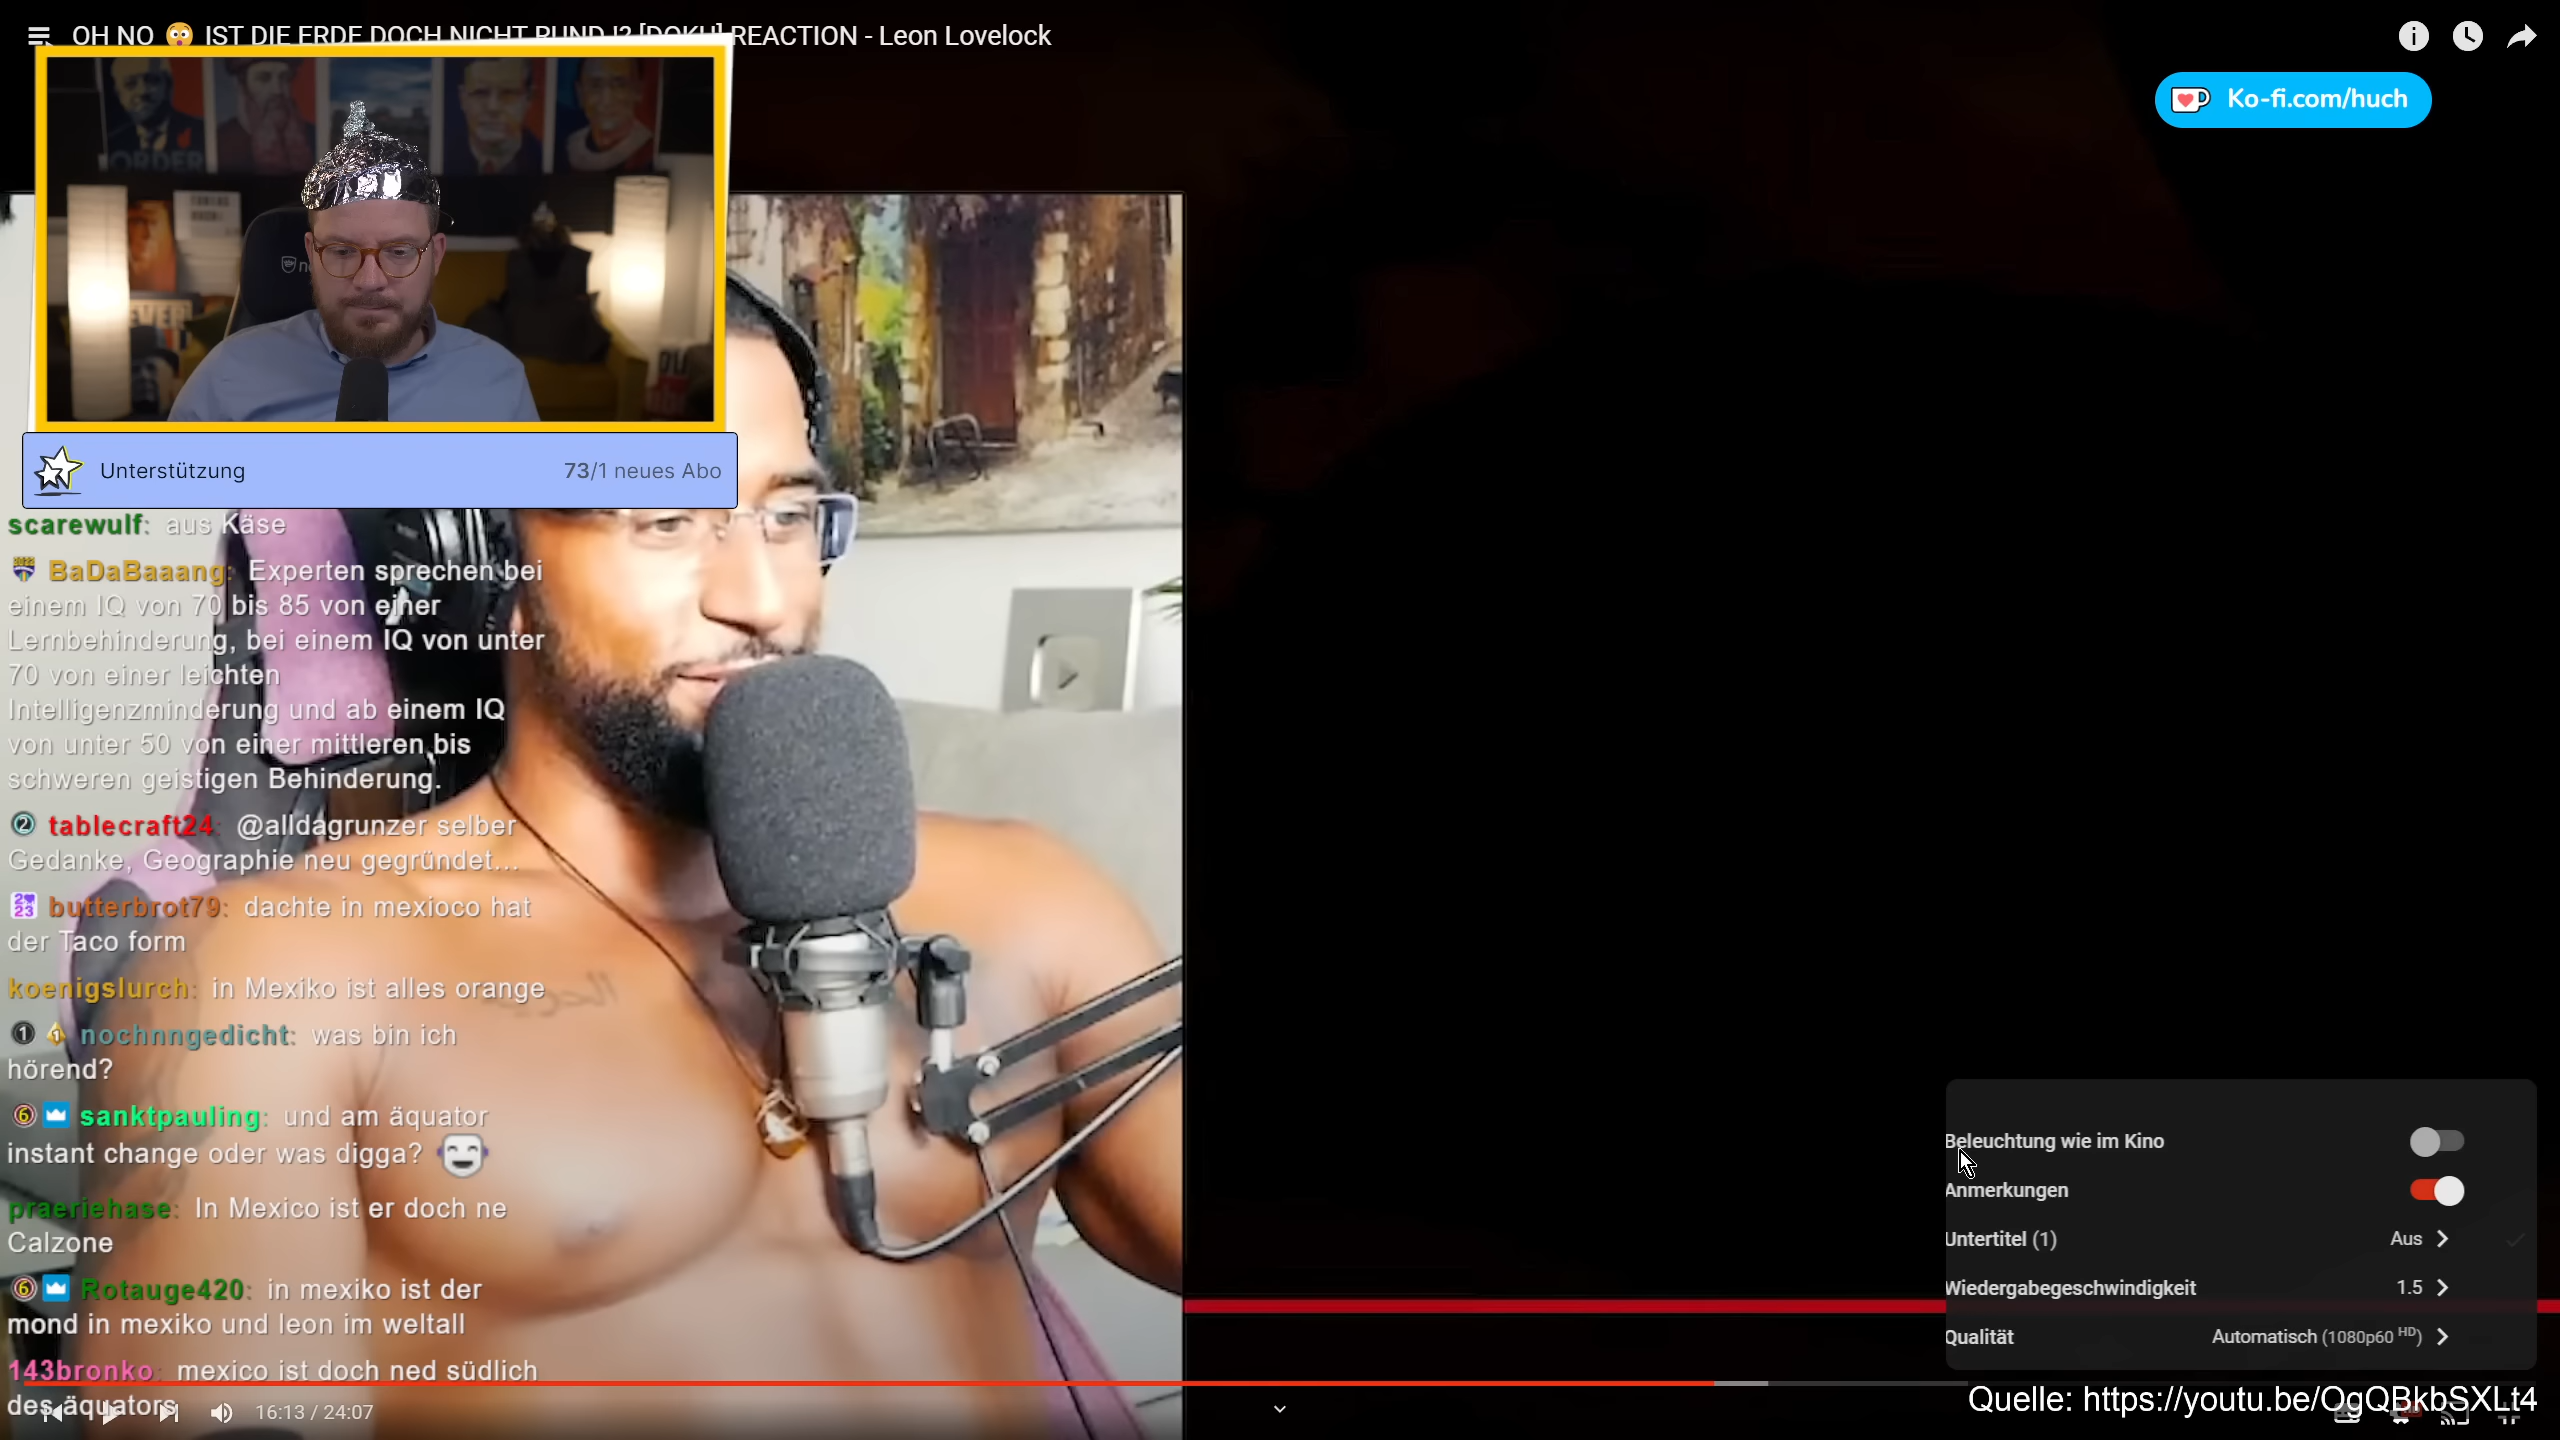 OH NO 😲 IST DIE ERDE DOCH NICHT RUND !? [DOKU] REACTION - Leon Lovelock
Ko-fi.com/huch
ORDER
Unterstützung 73/1 neues Abo
scarewulf: aus Käse
BaDaBaaang: Experten sprechen bei
einem IQ von 70 bis 85 von einer
Lernbehinderung, bei einem IQ von unter
70 von einer leichten
Intelligenzminderung und ab einem IQ
von unter 50 von einer mittleren bis
schweren geistigen Behinderung.
tablecraft24: @alldagrunzer selber
Gedanke, Geographie neu gegründet...
butterbrot79: dachte in mexioco hat
der Taco form
koenigslurch: in Mexiko ist alles orange
nochnngedicht: was bin ich
hörend?
sanktpauling: und am äquator
instant change oder was digga?
praeriehase: In Mexico ist er doch ne
Calzone
Rotauge420: in mexiko ist der
mond in mexiko und leon im weltall
143bronko: mexico ist doch ned südlich
des äquators
16:13 / 24:07
Beleuchtung wie im Kino
Anmerkungen
Untertitel (1) Aus
Wiedergabegeschwindigkeit 1.5
Qualität Automatisch (1080p60 HD)
Quelle: https://youtu.be/OgQBkbSXLt4